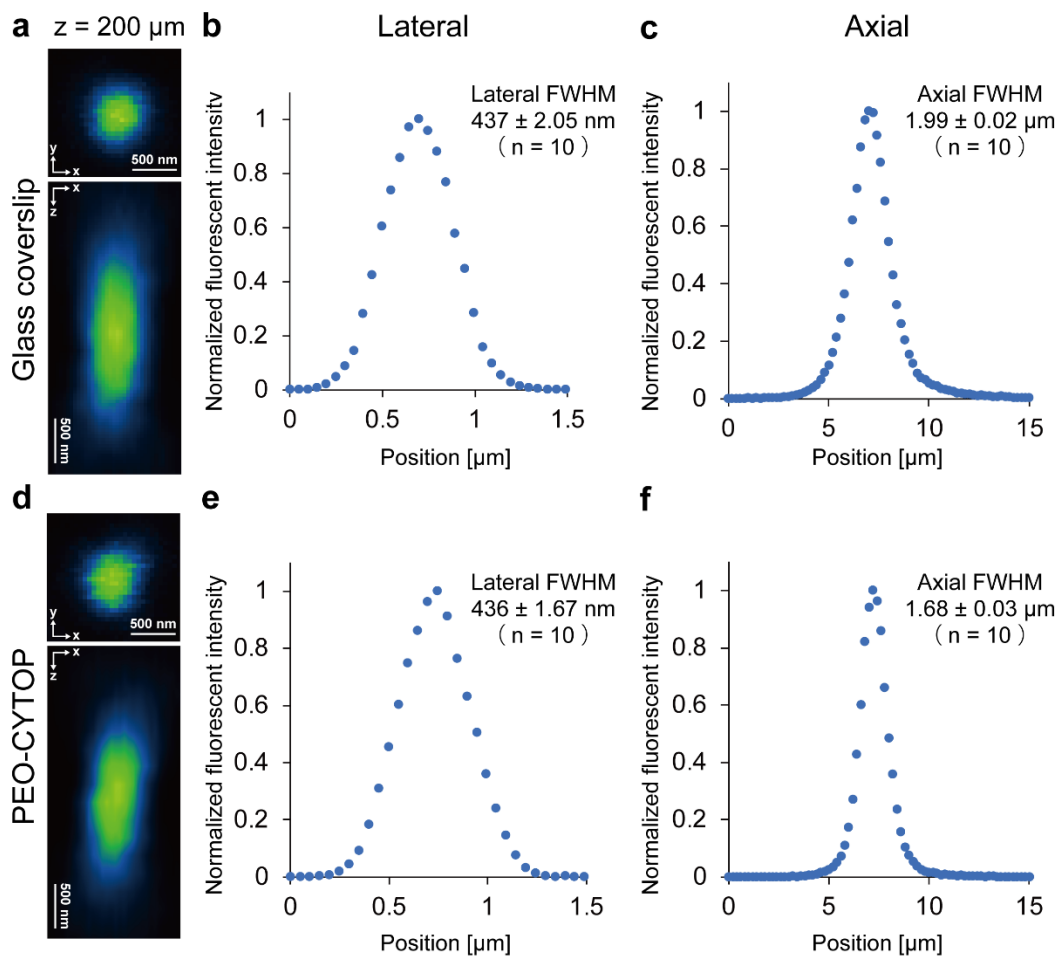 a z = 200 µm
y
x
500 nm
x
z
500 nm
Glass coverslip
b Lateral
Lateral FWHM
437 ± 2.05 nm
( n = 10 )
Normalized fluorescent intensity
1
0.8
0.6
0.4
0.2
0
0 0.5 1 1.5
Position [µm]
c Axial
Axial FWHM
1.99 ± 0.02 µm
( n = 10 )
Normalized fluorescent intensity
1
0.8
0.6
0.4
0.2
0
0 5 10 15
Position [µm]
d
y
x
500 nm
x
z
500 nm
PEO-CYTOP
e
Lateral FWHM
436 ± 1.67 nm
( n = 10 )
Normalized fluorescent intensity
1
0.8
0.6
0.4
0.2
0
0 0.5 1 1.5
Position [µm]
f
Axial FWHM
1.68 ± 0.03 µm
( n = 10 )
Normalized fluorescent intensity
1
0.8
0.6
0.4
0.2
0
0 5 10 15
Position [µm]